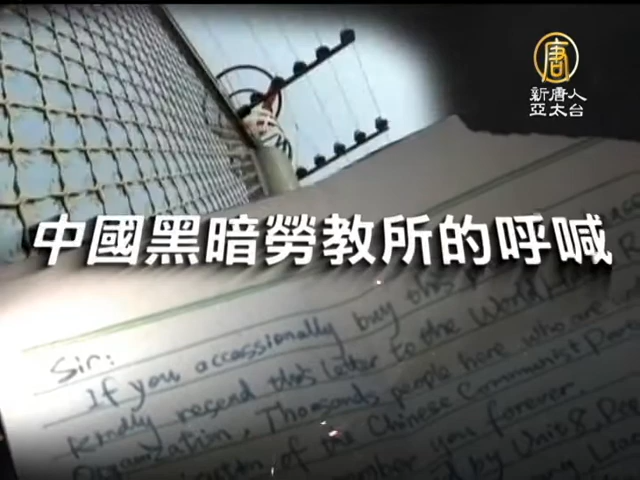 唐
新唐人
亞太台
中國黑暗勞教所的呼喊
Sir:
If you occassionally buy this
kindly resend this letter to the World
Organization. Thousands people here who are
of the Chinese Communist
you forever.
by Unit 8,